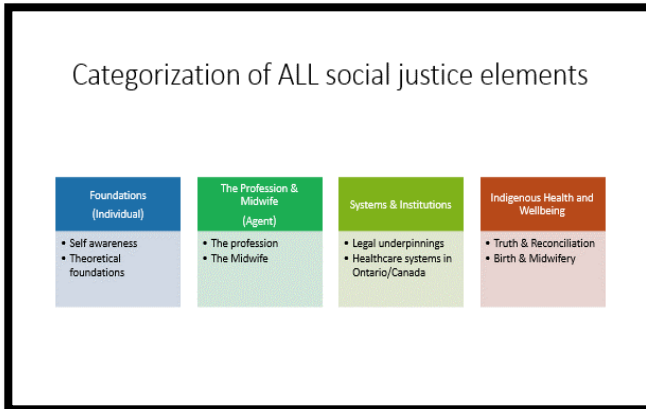 Categorization of ALL social justice elements
Foundations
(Individual)
• Self awareness
• Theoretical
foundations
The Profession &
Midwife
(Agent)
• The profession
• The Midwife
Systems & Institutions
• Legal underpinnings
• Healthcare systems in
Ontario/Canada
Indigenous Health and
Wellbeing
• Truth & Reconciliation
• Birth & Midwifery